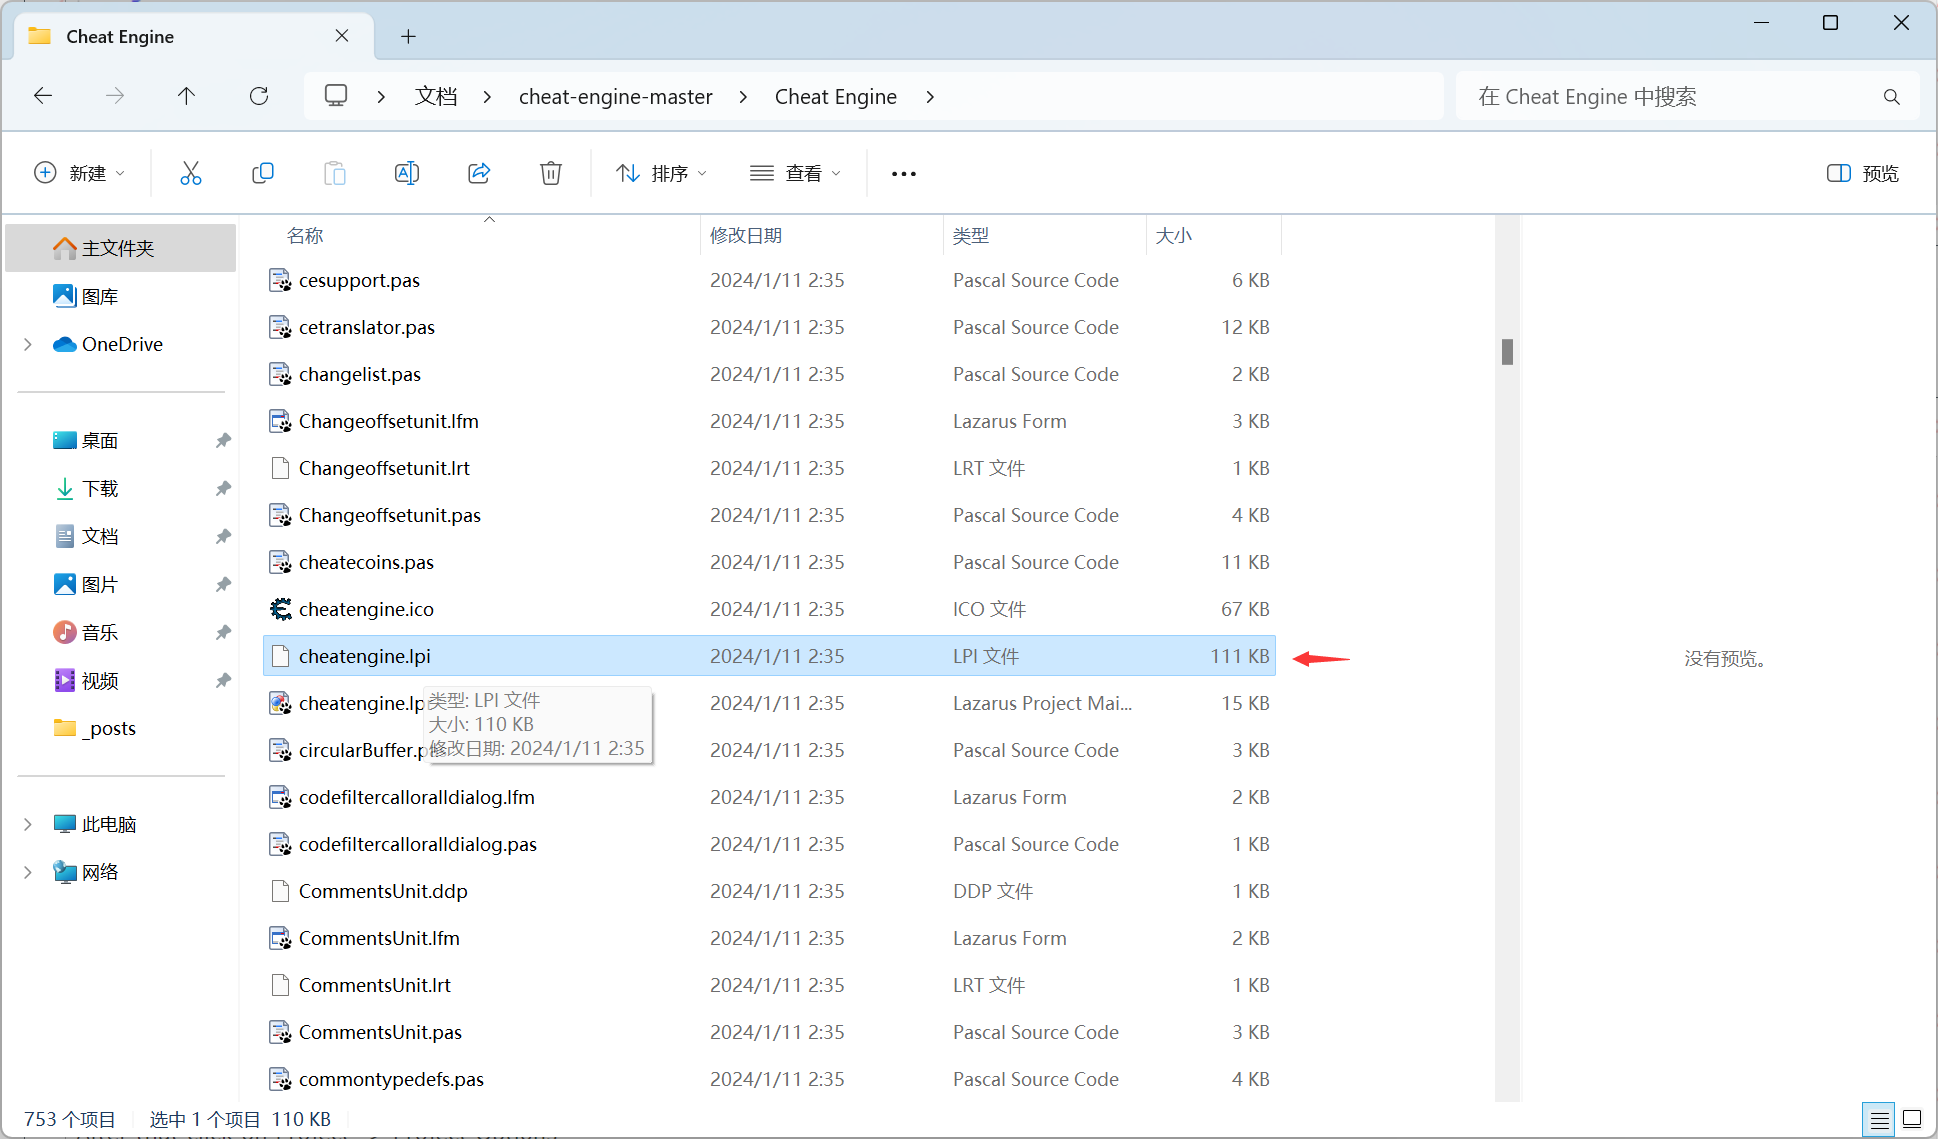 Cheat Engine
文档
cheat-engine-master
Cheat Engine
在 Cheat Engine 中搜索
新建
排序
查看
预览
主文件夹
图库
OneDrive
桌面
下载
文档
图片
音乐
视频
_posts
此电脑
网络
名称 修改日期 类型 大小
cesupport.pas 2024/1/11 2:35 Pascal Source Code 6 KB
cetranslator.pas 2024/1/11 2:35 Pascal Source Code 12 KB
changelist.pas 2024/1/11 2:35 Pascal Source Code 2 KB
Changeoffsetunit.lfm 2024/1/11 2:35 Lazarus Form 3 KB
Changeoffsetunit.lrt 2024/1/11 2:35 LRT 文件 1 KB
Changeoffsetunit.pas 2024/1/11 2:35 Pascal Source Code 4 KB
cheatecoins.pas 2024/1/11 2:35 Pascal Source Code 11 KB
cheatengine.ico 2024/1/11 2:35 ICO 文件 67 KB
cheatengine.lpi 2024/1/11 2:35 LPI 文件 111 KB
cheatengine.lp 2024/1/11 2:35 Lazarus Project Mai... 15 KB
circularBuffer.p 2024/1/11 2:35 Pascal Source Code 3 KB
codefiltercalloralldialog.lfm 2024/1/11 2:35 Lazarus Form 2 KB
codefiltercalloralldialog.pas 2024/1/11 2:35 Pascal Source Code 1 KB
CommentsUnit.ddp 2024/1/11 2:35 DDP 文件 1 KB
CommentsUnit.lfm 2024/1/11 2:35 Lazarus Form 2 KB
CommentsUnit.lrt 2024/1/11 2:35 LRT 文件 1 KB
CommentsUnit.pas 2024/1/11 2:35 Pascal Source Code 3 KB
commontypedefs.pas 2024/1/11 2:35 Pascal Source Code 4 KB
类型: LPI 文件
大小: 110 KB
修改日期: 2024/1/11 2:35
没有预览。
753 个项目 选中 1 个项目 110 KB